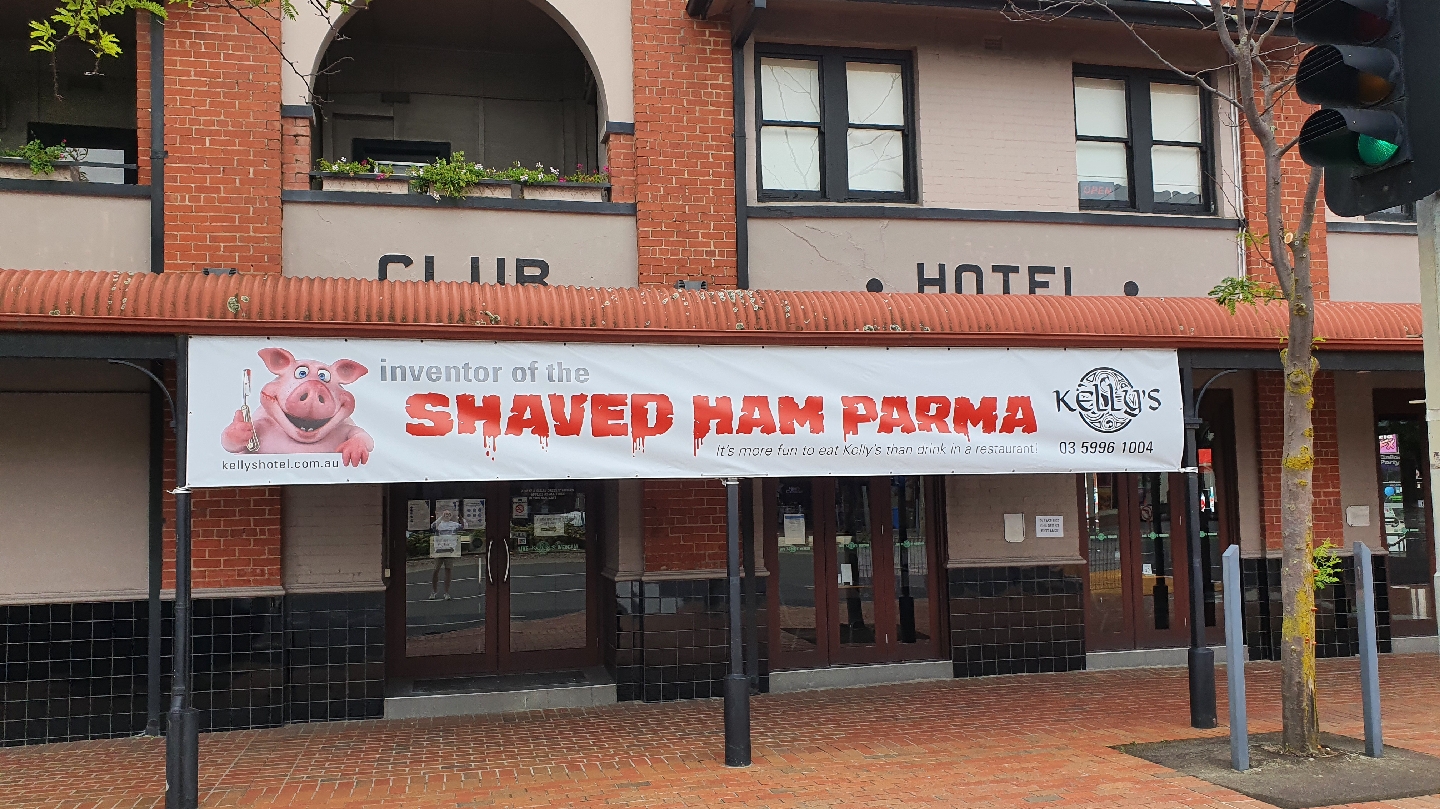 CLUB
HOTEL
OPEN
inventor of the
SHAVED HAM PARMA
It's more fun to eat Kelly's than drink in a restaurant!
kellyshotel.com.au
KELLY'S
03 5996 1004